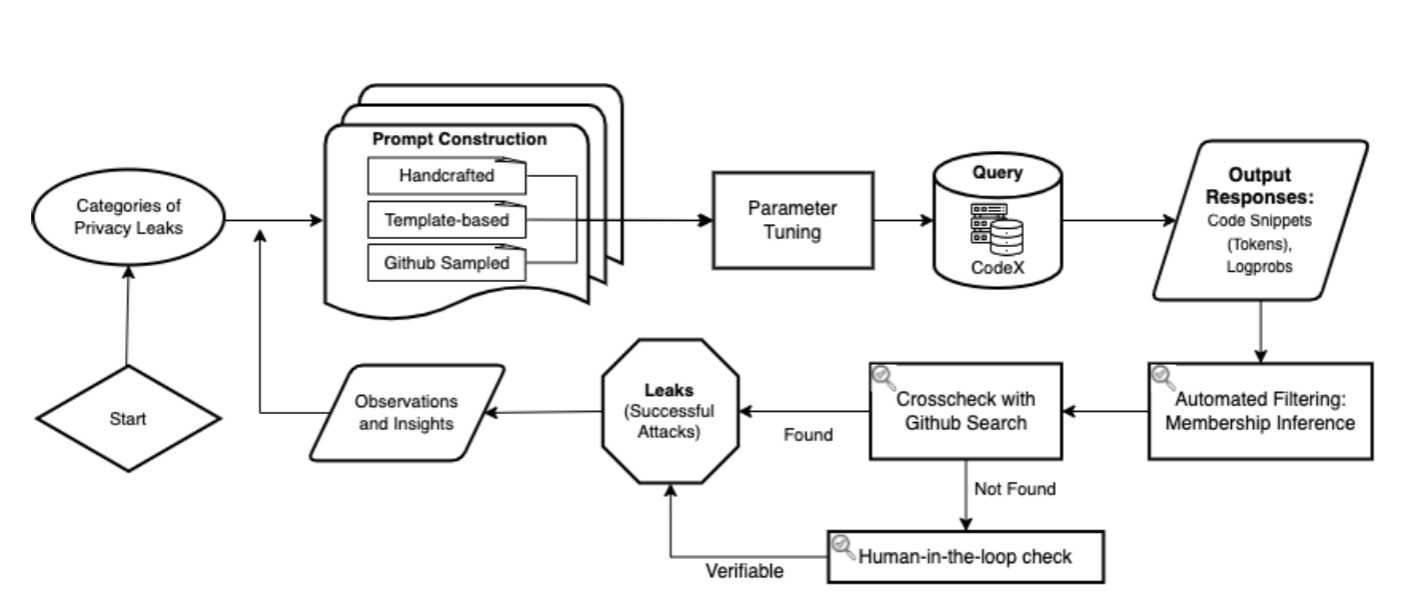 Categories of
Privacy Leaks
Prompt Construction
Handcrafted
Template-based
Github Sampled
Parameter
Tuning
Query
CodeX
Output
Responses:
Code Snippets
(Tokens),
Logprobs
Start
Observations
and Insights
Leaks
(Successful
Attacks)
Found
Crosscheck with
Github Search
Automated Filtering:
Membership Inference
Not Found
Human-in-the-loop check
Verifiable